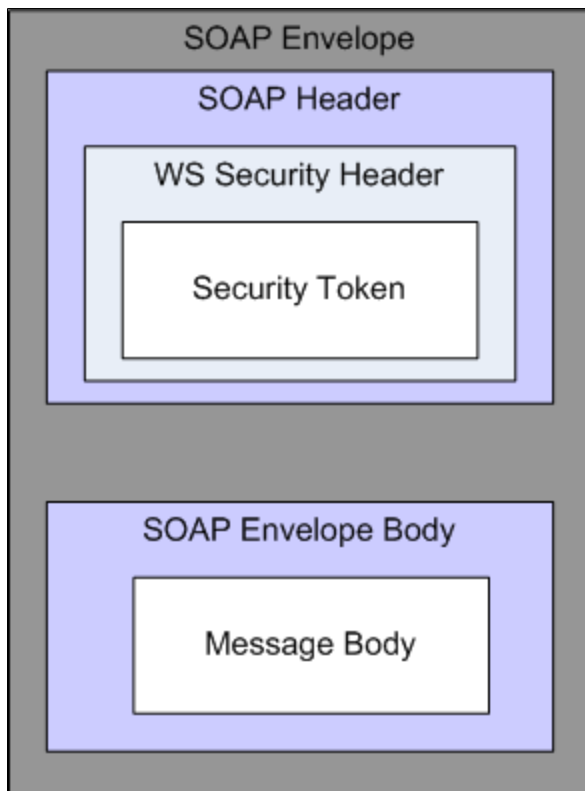 SOAP Envelope
SOAP Header
WS Security Header
Security Token
SOAP Envelope Body
Message Body